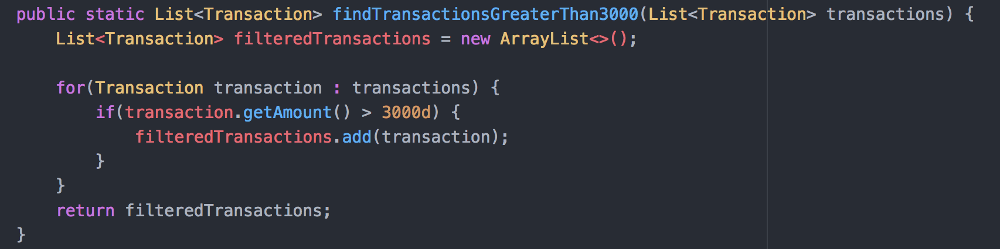 public static List<Transaction> findTransactionsGreaterThan3000(List<Transaction> transactions) {
    List<Transaction> filteredTransactions = new ArrayList<>();

    for(Transaction transaction : transactions) {
        if(transaction.getAmount() > 3000d) {
            filteredTransactions.add(transaction);
        }
    }
    return filteredTransactions;
}